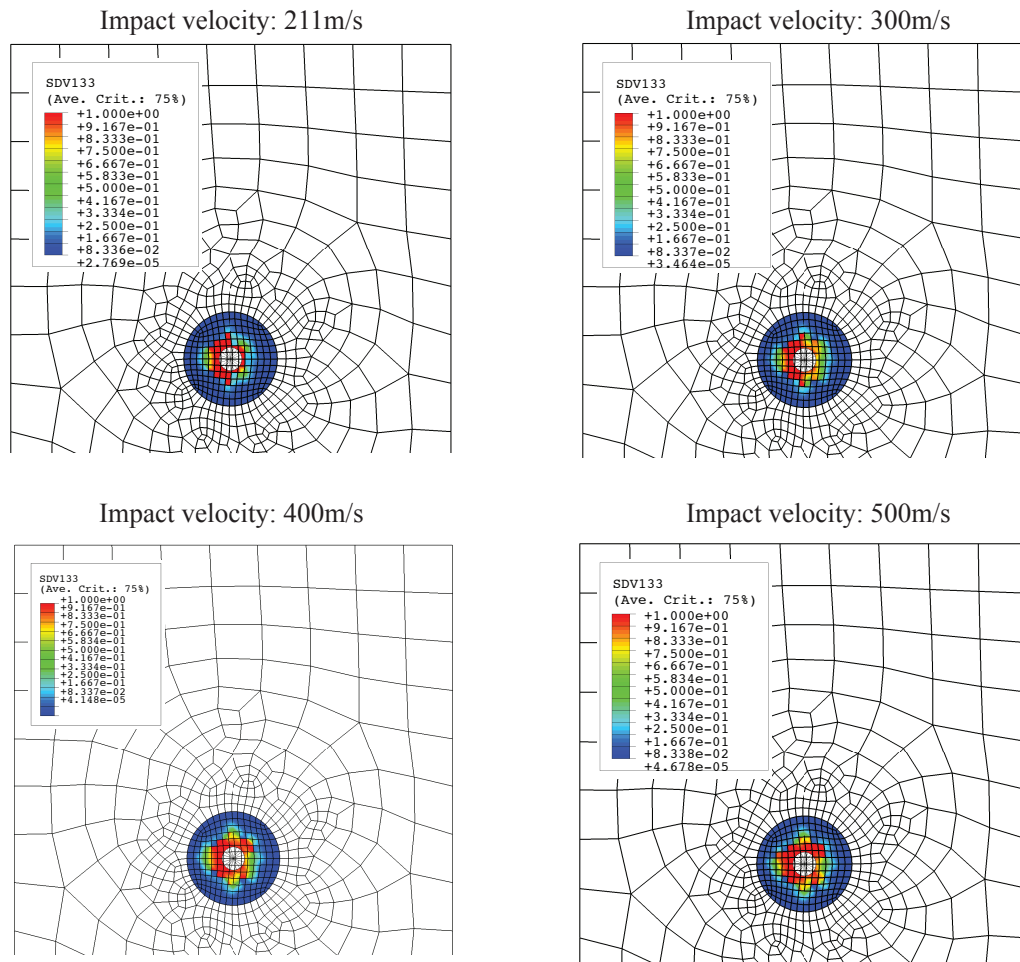 Impact velocity: 211m/s
SDV133
(Ave. Crit.: 75%)
+1.000e+00
+9.167e-01
+8.333e-01
+7.500e-01
+6.667e-01
+5.833e-01
+5.000e-01
+4.167e-01
+3.334e-01
+2.500e-01
+1.667e-01
+8.336e-02
+2.769e-05
Impact velocity: 300m/s
SDV133
(Ave. Crit.: 75%)
+1.000e+00
+9.167e-01
+8.333e-01
+7.500e-01
+6.667e-01
+5.833e-01
+5.000e-01
+4.167e-01
+3.334e-01
+2.500e-01
+1.667e-01
+8.337e-02
+3.464e-05
Impact velocity: 400m/s
SDV133
(Ave. Crit.: 75%)
+1.000e+00
+9.167e-01
+8.333e-01
+7.500e-01
+6.667e-01
+5.834e-01
+5.000e-01
+4.167e-01
+3.334e-01
+2.500e-01
+1.667e-01
+8.337e-02
+4.148e-05
Impact velocity: 500m/s
SDV133
(Ave. Crit.: 75%)
+1.000e+00
+9.167e-01
+8.333e-01
+7.500e-01
+6.667e-01
+5.834e-01
+5.000e-01
+4.167e-01
+3.334e-01
+2.500e-01
+1.667e-01
+8.338e-02
+4.678e-05